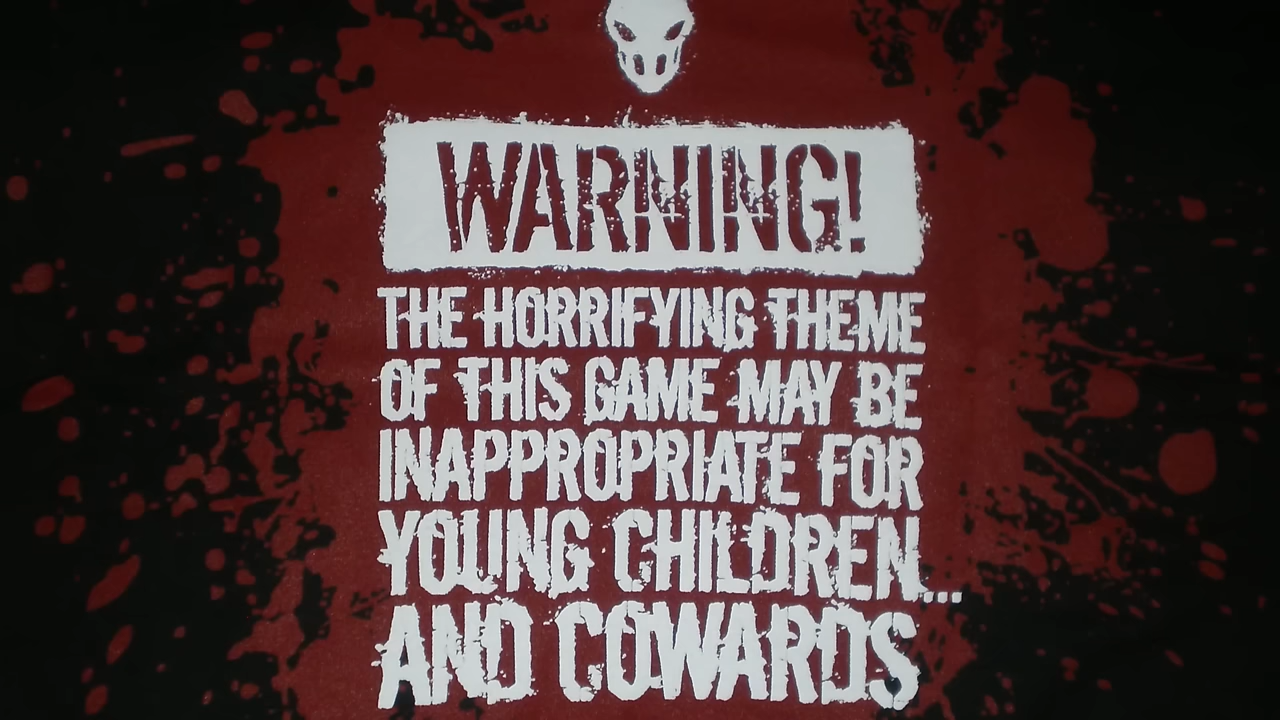 WARNING!
THE HORRIFYING THEME
OF THIS GAME MAY BE
INAPPROPRIATE FOR
YOUNG CHILDREN...
AND COWARDS